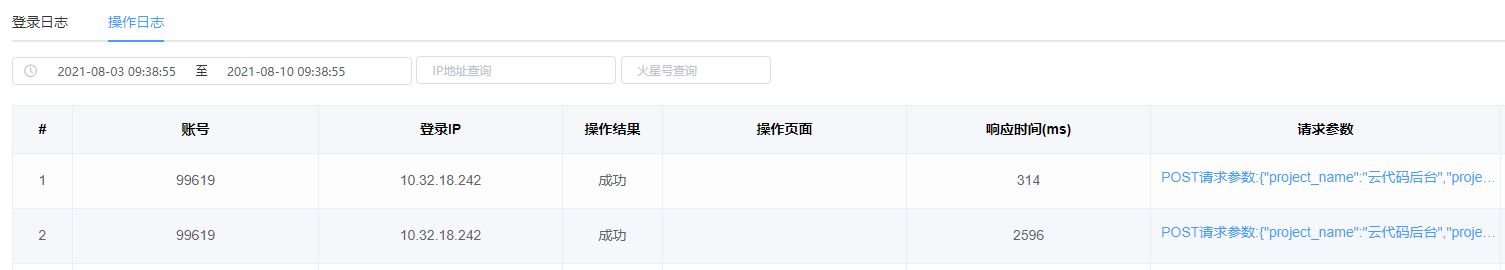 登录日志 操作日志
2021-08-03 09:38:55 至 2021-08-10 09:38:55 IP地址查询 火星号查询
# 账号 登录IP 操作结果 操作页面 响应时间(ms) 请求参数
1 99619 10.32.18.242 成功 314 POST请求参数:{"project_name":"云代码后台","proje...
2 99619 10.32.18.242 成功 2596 POST请求参数:{"project_name":"云代码后台","proje...